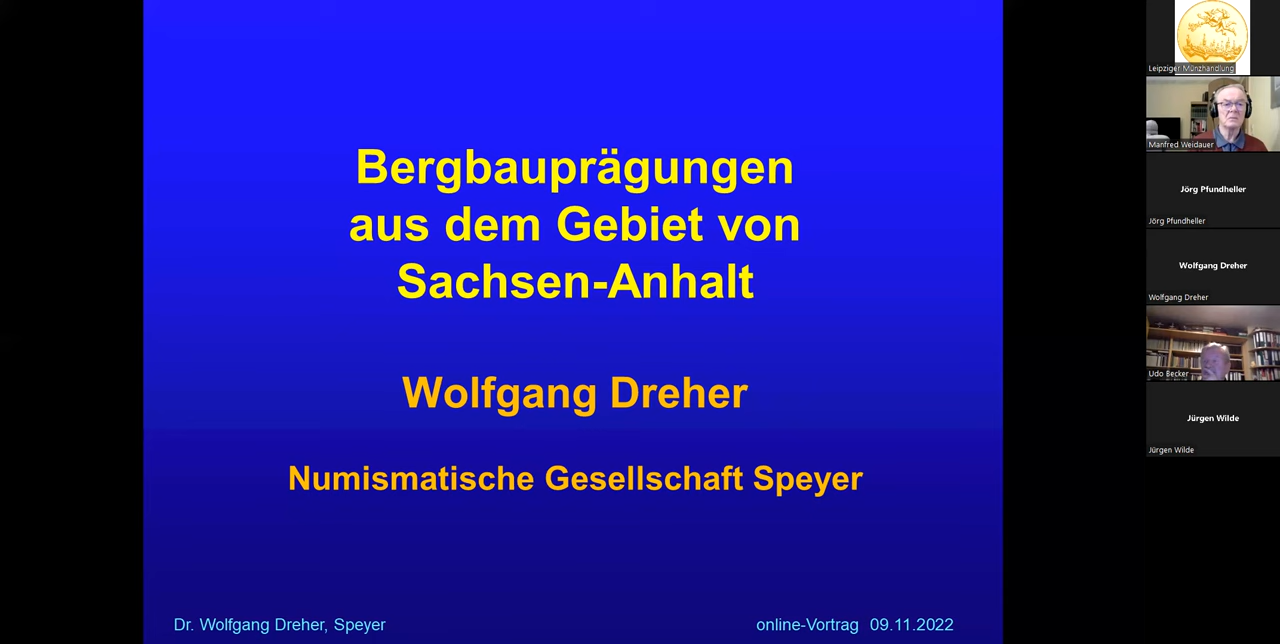 Bergbauprägungen
aus dem Gebiet von
Sachsen-Anhalt
Wolfgang Dreher
Numismatische Gesellschaft Speyer
Dr. Wolfgang Dreher, Speyer
online-Vortrag 09.11.2022
Leipziger Münzhandlung
Manfred Weidauer
Jörg Pfundheller
Jörg Pfundheller
Wolfgang Dreher
Wolfgang Dreher
Udo Becker
Jürgen Wilde
Jürgen Wilde